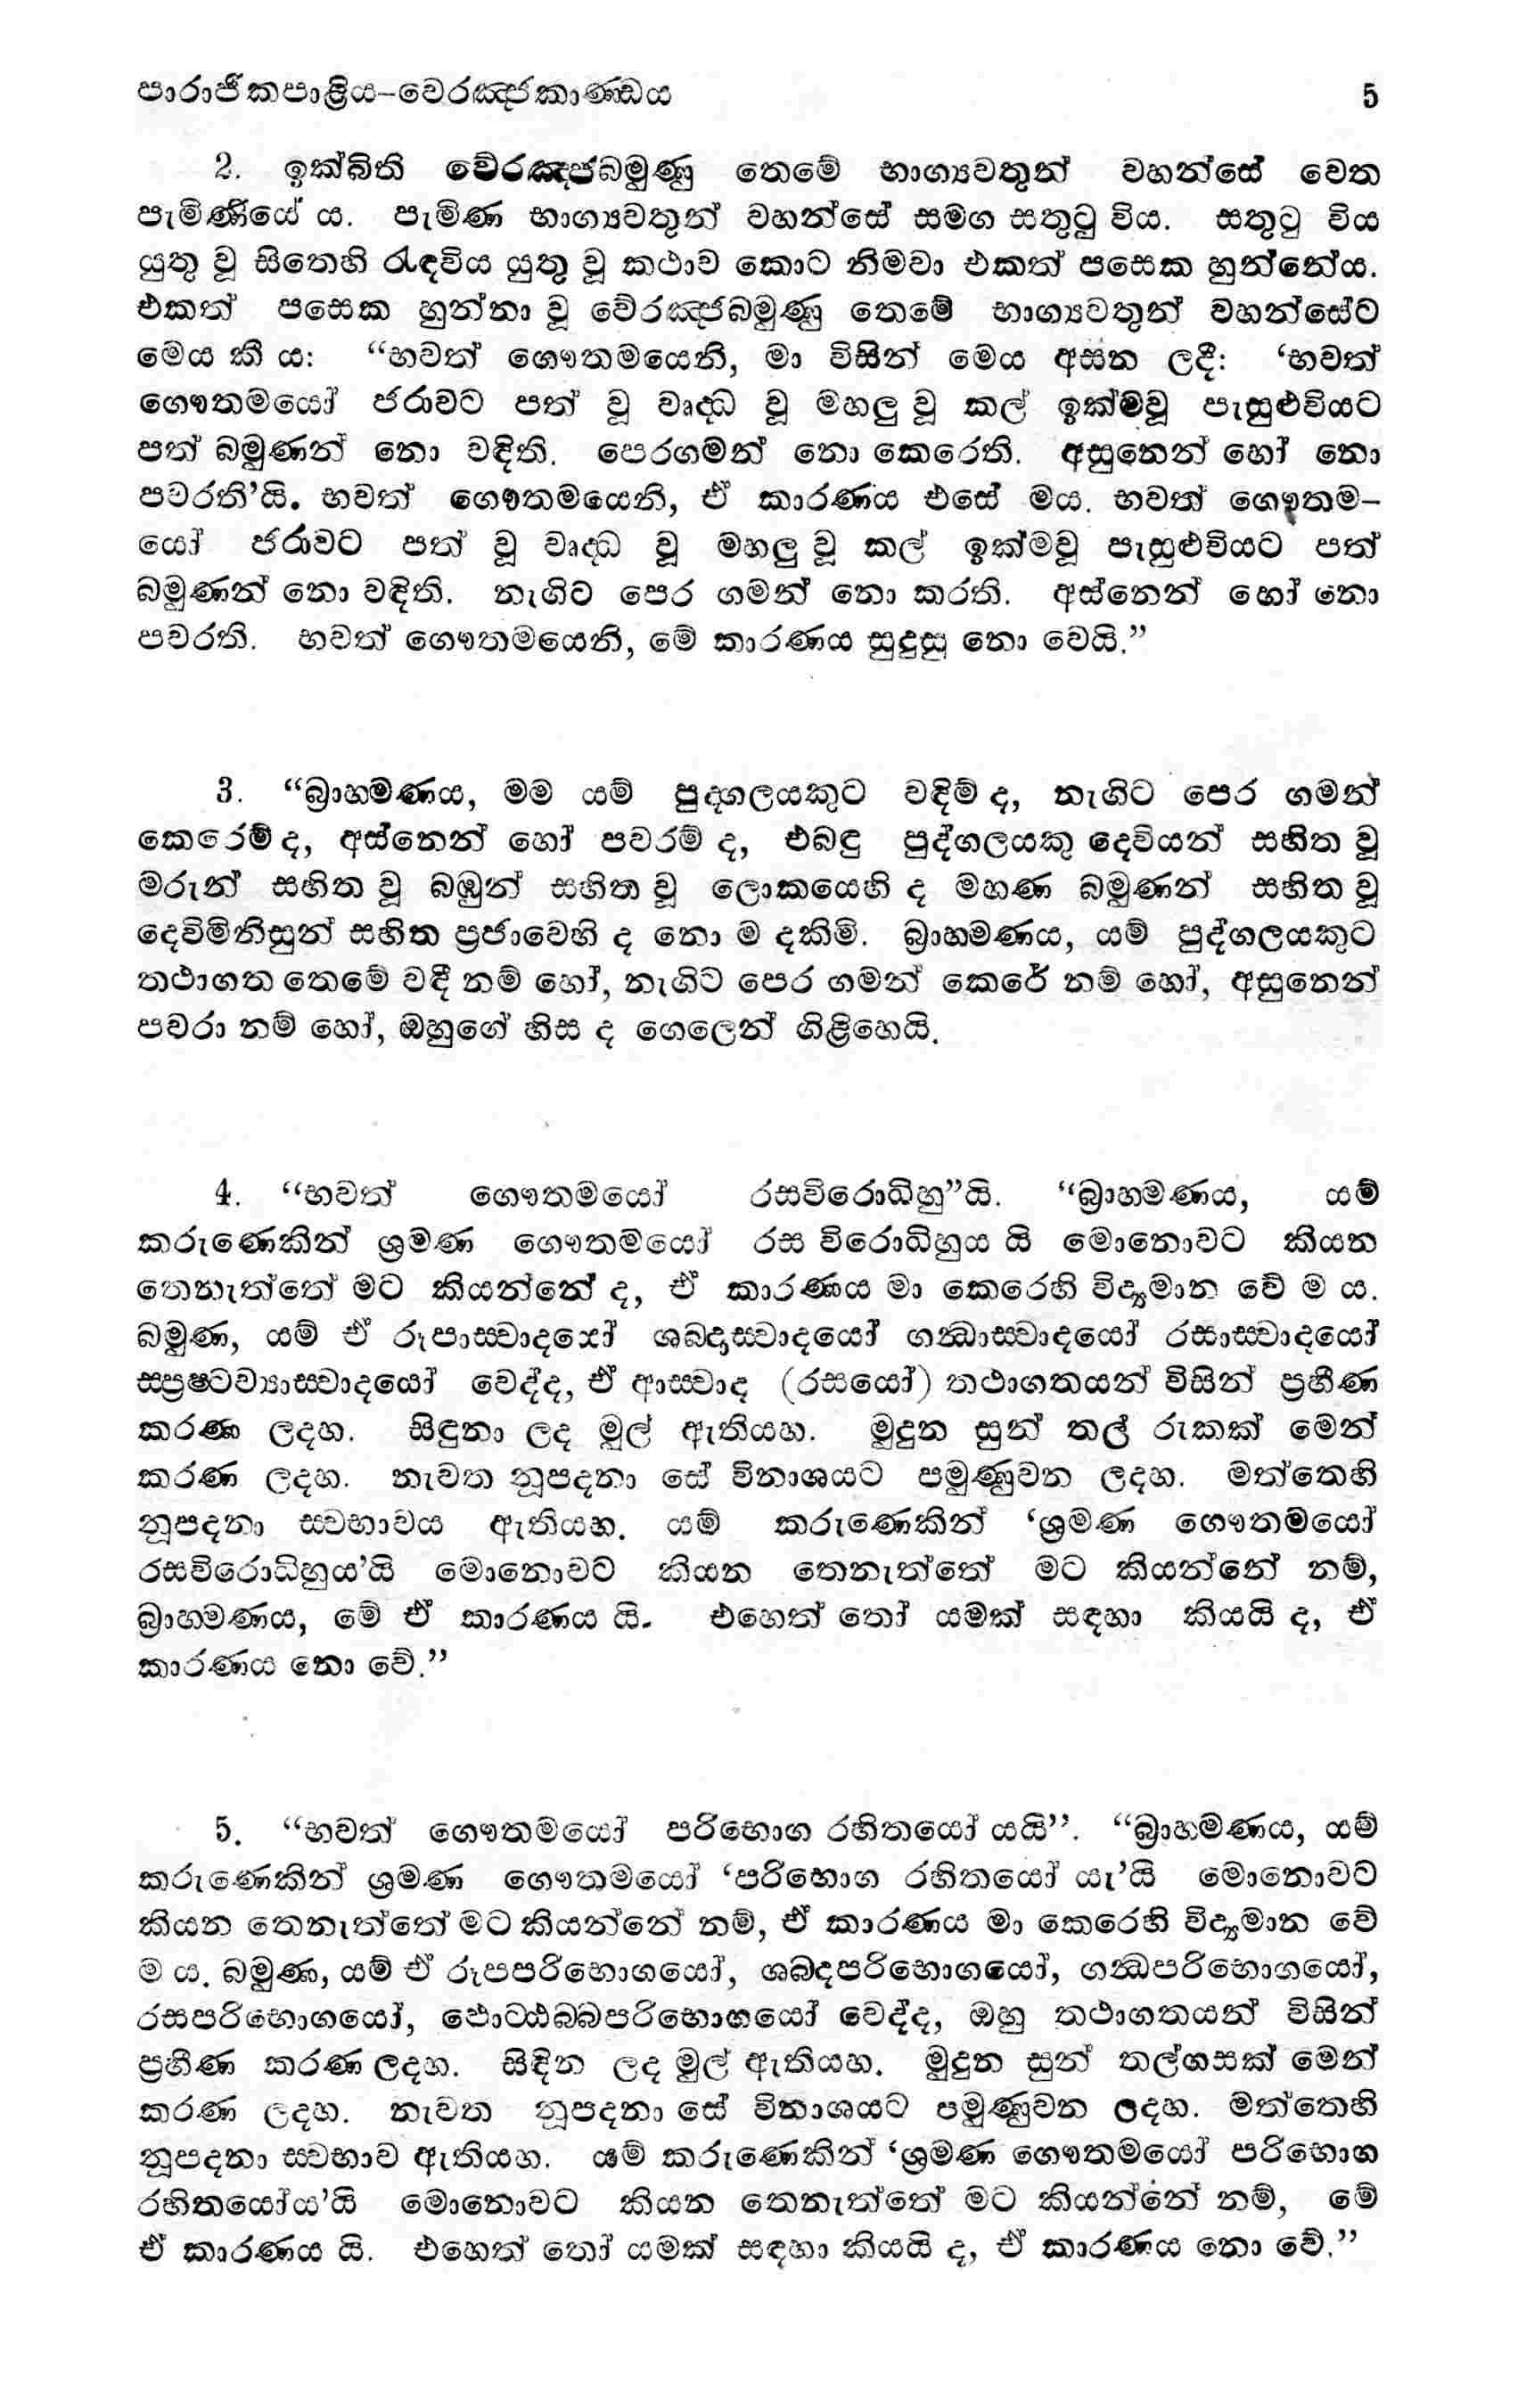 පාරාජිකපාළිය-වෙරඤ්ජකාණ්ඩය 5
2. ඉක්බිති වේරඤ්ජබමුණු තෙමේ භාග්‍යවතුන් වහන්සේ වෙත
පැමිණියේ ය. පැමිණ භාග්‍යවතුන් වහන්සේ සමග සතුටු විය. සතුටු විය
යුතු වූ සිතෙහි රැඳවිය යුතු වූ කථාව කොට නිමවා එකත් පසෙක හුන්නේය.
එකත් පසෙක හුන්නා වූ වේරඤ්ජබමුණු තෙමේ භාග්‍යවතුන් වහන්සේට
මෙය කී ය: “භවත් ගෞතමයෙනි, මා විසින් මෙය අසන ලදී: ‘භවත්
ගෞතමයෝ ජරාවට පත් වූ වෘද්ධ වූ මහලු වූ කල් ඉක්මවූ පැසුළුවියට
පත් බමුණන් නො වඳිති. පෙරගමන් නො කෙරෙති. අසුනෙන් හෝ නො
පවරති’යි. භවත් ගෞතමයෙනි, ඒ කාරණය එසේ මය. භවත් ගෞතම-
යෝ ජරාවට පත් වූ වෘද්ධ වූ මහලු වූ කල් ඉක්මවූ පැසුළුවියට පත්
බමුණන් නො වඳිති. නැගිට පෙර ගමන් නො කරති. අස්නෙන් හෝ නො
පවරති. භවත් ගෞතමයෙනි, මේ කාරණය සුදුසු නො වෙයි.”
3. “බ්‍රාහමණය, මම යම් පුද්ගලයකුට වඳිම් ද, නැගිට පෙර ගමන්
කෙරෙම් ද, අස්නෙන් හෝ පවරම් ද, එබඳු පුද්ගලයකු දෙවියන් සහිත වූ
මරුන් සහිත වූ බඹුන් සහිත වූ ලොකයෙහි ද මහණ බමුණන් සහිත වූ
දෙවිමිනිසුන් සහිත ප්‍රජාවෙහි ද නො ම දකිමි. බ්‍රාහමණය, යම් පුද්ගලයකුට
තථාගත තෙමේ වඳී නම් හෝ, නැගිට පෙර ගමන් කෙරේ නම් හෝ, අසුනෙන්
පවරා නම් හෝ, ඔහුගේ හිස ද ගෙලෙන් ගිළිහෙයි.
4. “භවත් ගෞතමයෝ රසවිරොධිහු”යි. “බ්‍රාහමණය, යම්
කරුණෙකින් ශ්‍රමණ ගෞතමයෝ රස විරොධිහුය යි මොනොවට කියන
තෙනැත්තේ මට කියන්නේ ද, ඒ කාරණය මා කෙරෙහි විද්‍යමාන වේ ම ය.
බමුණ, යම් ඒ රූපාස්වාදයෝ ශබ්දාස්වාදයෝ ගන්ධාස්වාදයෝ රසාස්වාදයෝ
ස්ප්‍රෂ්ටව්‍යාස්වාදයෝ වෙද්ද, ඒ ආස්වාද (රසයෝ) තථාගතයන් විසින් ප්‍රහීණ
කරණ ලදහ. සිඳුනා ලද මුල් ඇතියහ. මුදුන සුන් තල් රුකක් මෙන්
කරණ ලදහ. නැවත නූපදනා සේ විනාශයට පමුණුවන ලදහ. මත්තෙහි
නූපදනා ස්වභාවය ඇතියහ. යම් කරුණෙකින් ‘ශ්‍රමණ ගෞතමයෝ
රසවිරොධිහුය’යි මොනොවට කියන තෙනැත්තේ මට කියන්නේ නම්,
බ්‍රාහමණය, මේ ඒ කාරණය යි. එහෙත් තෝ යමක් සඳහා කියයි ද, ඒ
කාරණය නො වේ.”
5. “භවත් ගෞතමයෝ පරිභොග රහිතයෝ යයි”. “බ්‍රාහමණය, යම්
කරුණෙකින් ශ්‍රමණ ගෞතමයෝ ‘පරිභොග රහිතයෝ යැ’යි මොනොවට
කියන තෙනැත්තේ මට කියන්නේ නම්, ඒ කාරණය මා කෙරෙහි විද්‍යමාන වේ
ම ය. බමුණ, යම් ඒ රූපපරිභොගයෝ, ශබ්දපරිභොගයෝ, ගන්ධපරිභොගයෝ,
රසපරිභොගයෝ, ඵොට්ඨබ්බපරිභොගයෝ වෙද්ද, ඔහු තථාගතයන් විසින්
ප්‍රහීණ කරණ ලදහ. සිඳින ලද මුල් ඇතියහ. මුදුන සුන් තල්ගසක් මෙන්
කරණ ලදහ. නැවත නූපදනා සේ විනාශයට පමුණුවන ලදහ. මත්තෙහි
නූපදනා ස්වභාව ඇතියහ. යම් කරුණෙකින් ‘ශ්‍රමණ ගෞතමයෝ පරිභොග
රහිතයෝය’යි මොනොවට කියන තෙනැත්තේ මට කියන්නේ නම්, මේ
ඒ කාරණය යි. එහෙත් තෝ යමක් සඳහා කියයි ද, ඒ කාරණය නො වේ.”